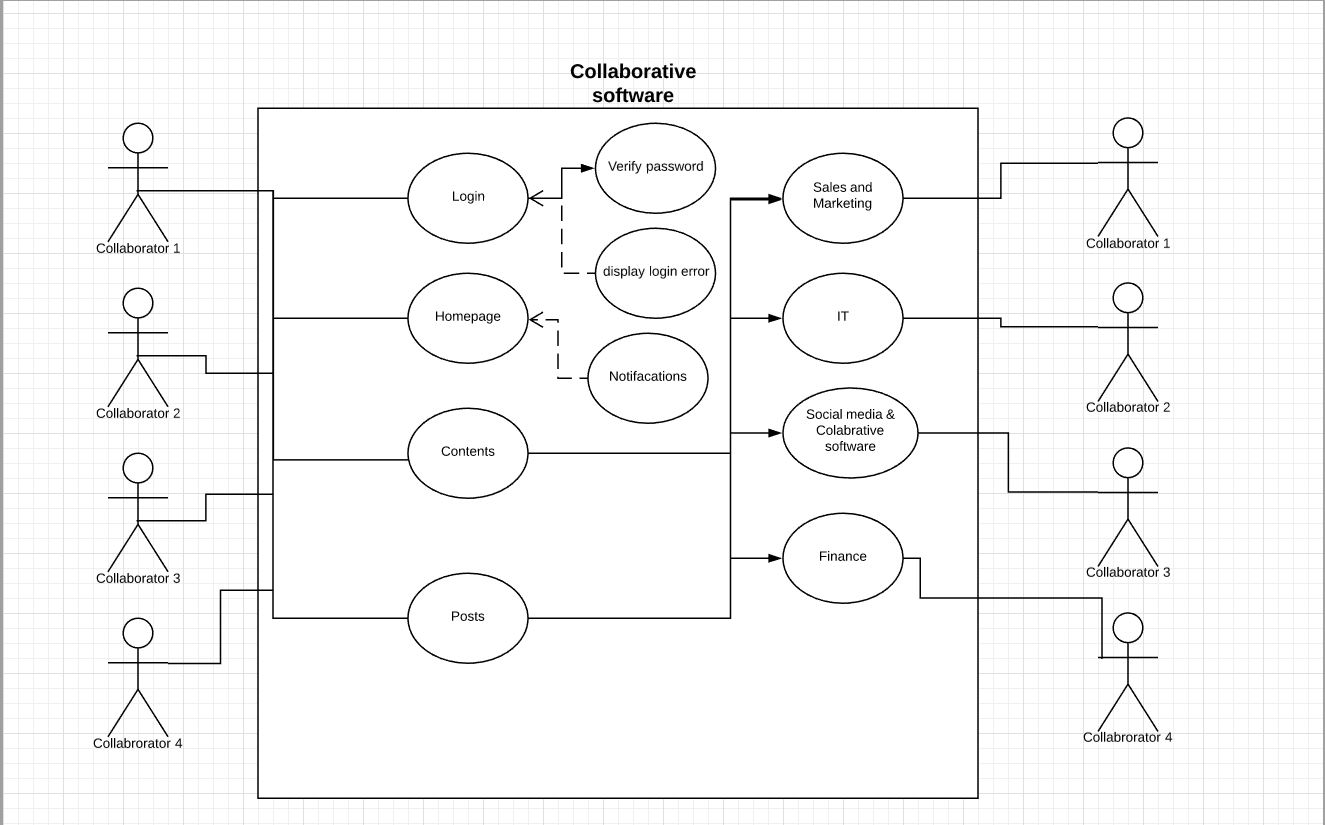 Collaborative
software
Collaborator 1
Collaborator 2
Collaborator 3
Collabrorator 4
Login
Verify password
display login error
Homepage
Notifacations
Contents
Posts
Sales and
Marketing
IT
Social media &
Colabrative
software
Finance
Collaborator 1
Collaborator 2
Collaborator 3
Collabrorator 4